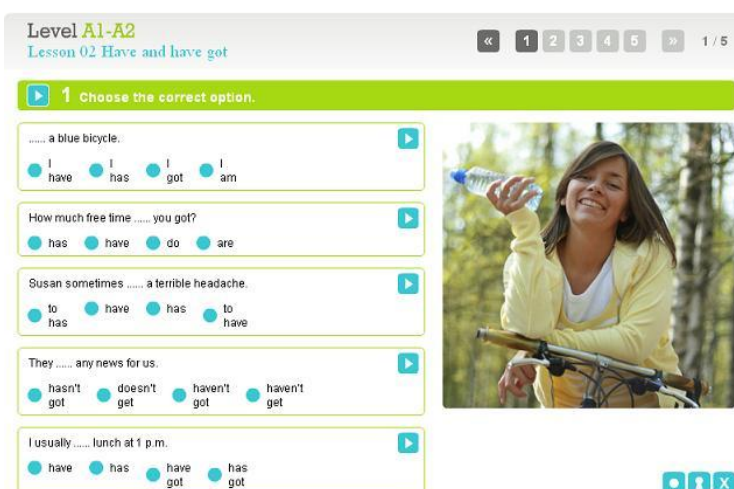 Level A1-A2
Lesson 02 Have and have got
« 1 2 3 4 5 » 1 / 5
1 Choose the correct option.
...... a blue bicycle.
I have I has I got I am
How much free time ...... you got?
has have do are
Susan sometimes ...... a terrible headache.
to has have has to have
They ...... any news for us.
hasn't got doesn't get haven't got haven't get
I usually ...... lunch at 1 p.m.
have has have got has got
X